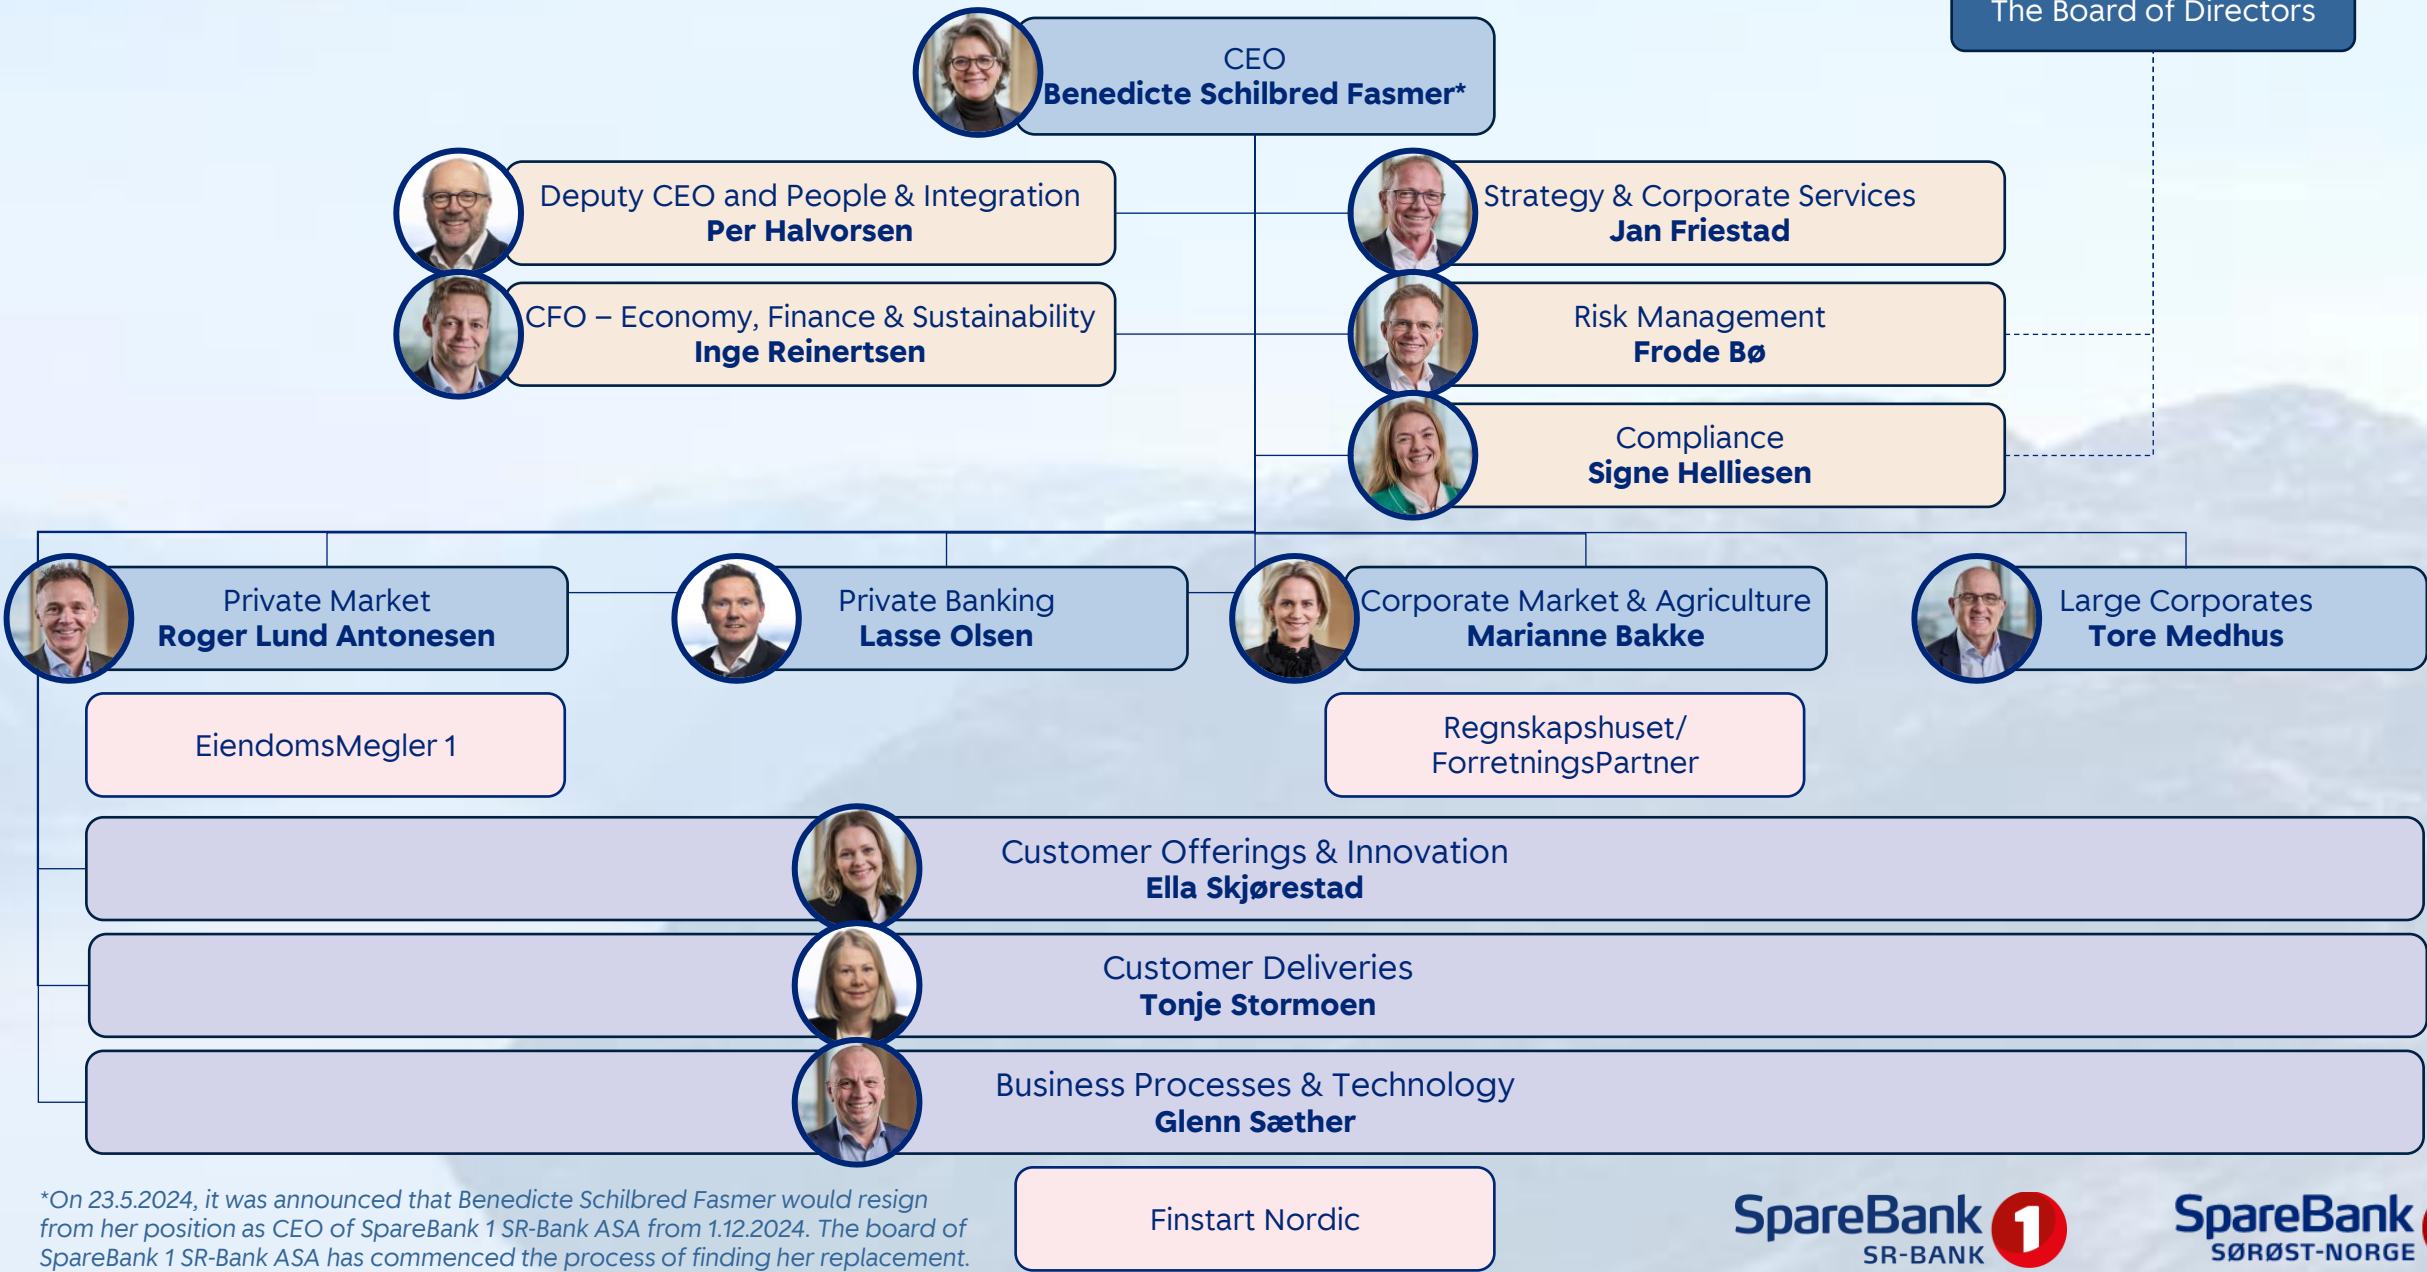 The Board of Directors
CEO
Benedicte Schilbred Fasmer*
Deputy CEO and People & Integration
Per Halvorsen
Strategy & Corporate Services
Jan Friestad
CFO – Economy, Finance & Sustainability
Inge Reinertsen
Risk Management
Frode Bø
Compliance
Signe Helliesen
Private Market
Roger Lund Antonesen
Private Banking
Lasse Olsen
Corporate Market & Agriculture
Marianne Bakke
Large Corporates
Tore Medhus
EiendomsMegler 1
Regnskapshuset/
ForretningsPartner
Customer Offerings & Innovation
Ella Skjørestad
Customer Deliveries
Tonje Stormoen
Business Processes & Technology
Glenn Sæther
*On 23.5.2024, it was announced that Benedicte Schilbred Fasmer would resign
from her position as CEO of SpareBank 1 SR-Bank ASA from 1.12.2024. The board of
SpareBank 1 SR-Bank ASA has commenced the process of finding her replacement.
Finstart Nordic
SpareBank 1
SR-BANK
SpareBank
SØRØST-NORGE